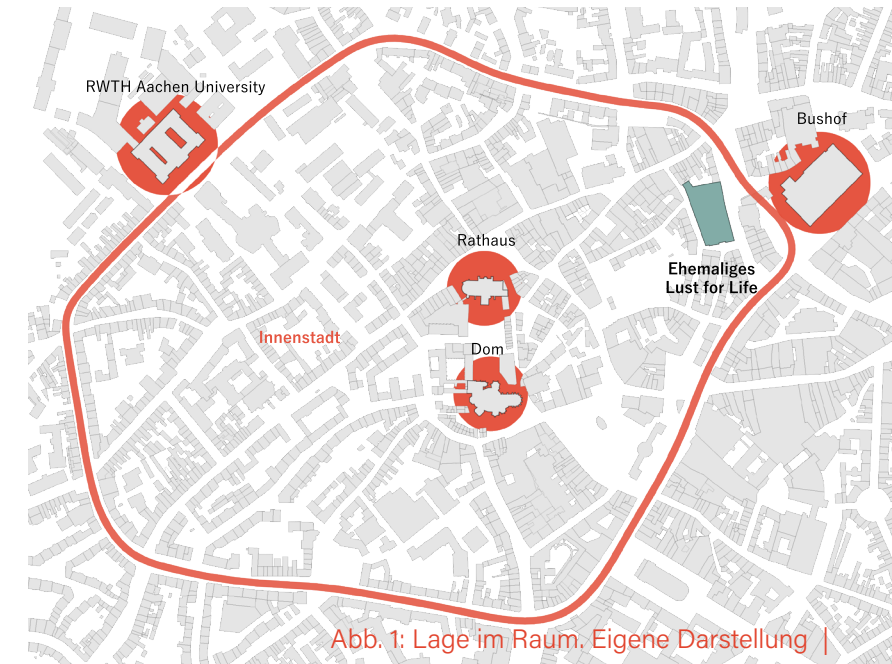 RWTH Aachen University
Bushof
Rathaus
Ehemaliges
Lust for Life
Innenstadt
Dom
Abb. 1: Lage im Raum. Eigene Darstellung |